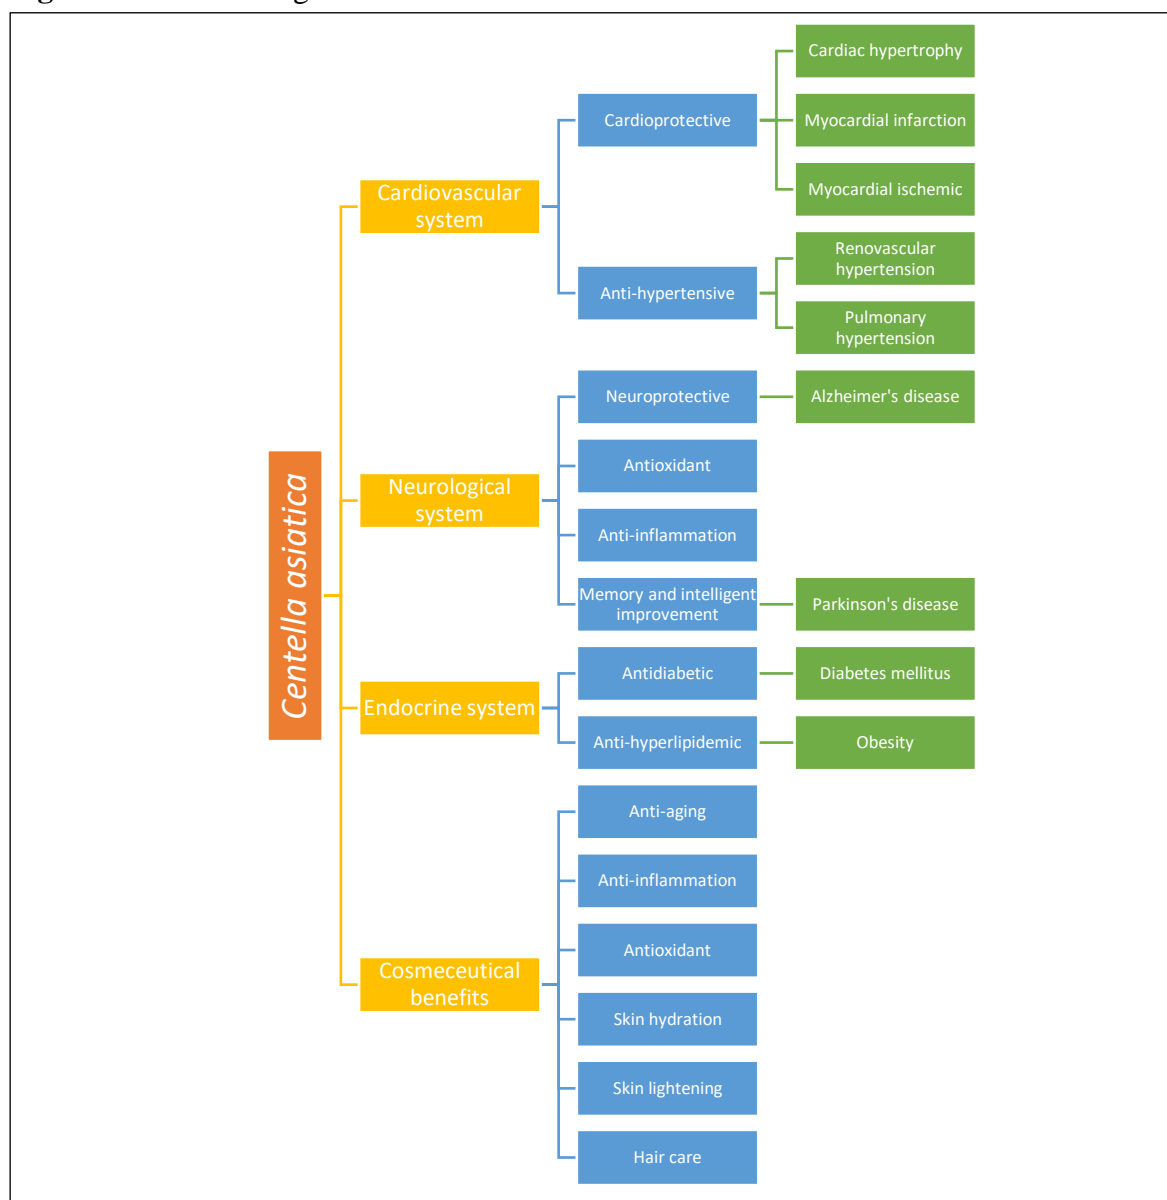 Cardiac hypertrophy
Cardioprotective
Myocardial infarction
Cardiovascular
system
Myocardial ischemic
Anti-hypertensive
Renovascular
hypertension
Pulmonary
hypertension
Centella asiatica
Neurological
system
Neuroprotective
Alzheimer's disease
Antioxidant
Anti-inflammation
Memory and intelligent
improvement
Parkinson's disease
Endocrine system
Antidiabetic
Diabetes mellitus
Anti-hyperlipidemic
Obesity
Cosmeceutical
benefits
Anti-aging
Anti-inflammation
Antioxidant
Skin hydration
Skin lightening
Hair care